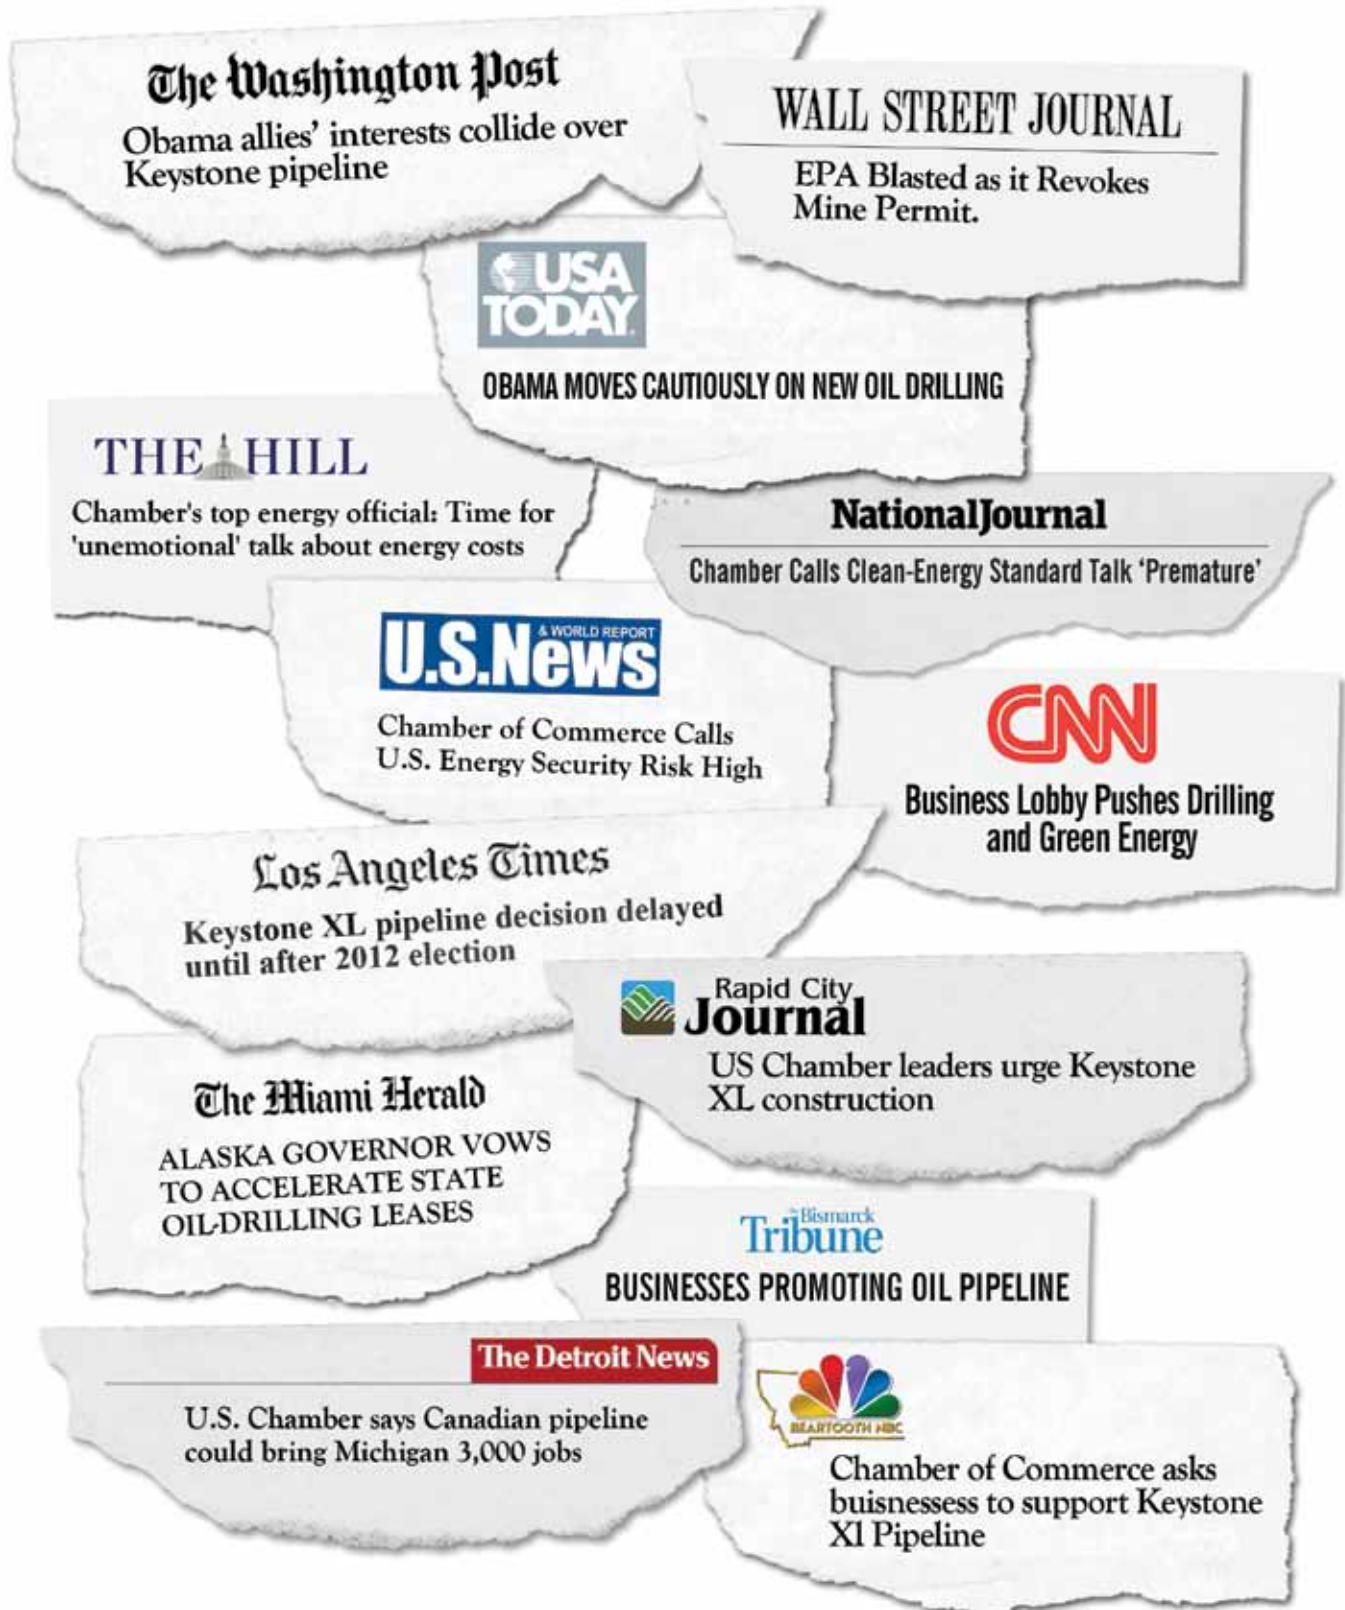 The Washington Post
Obama allies' interests collide over
Keystone pipeline
WALL STREET JOURNAL
EPA Blasted as it Revokes
Mine Permit.
USA
TODAY
OBAMA MOVES CAUTIOUSLY ON NEW OIL DRILLING
THE HILL
Chamber's top energy official: Time for
'unemotional' talk about energy costs
NationalJournal
Chamber Calls Clean-Energy Standard Talk ‘Premature’
U.S.News
& WORLD REPORT
Chamber of Commerce Calls
U.S. Energy Security Risk High
CNN
Business Lobby Pushes Drilling
and Green Energy
Los Angeles Times
Keystone XL pipeline decision delayed
until after 2012 election
Rapid City
Journal
US Chamber leaders urge Keystone
XL construction
The Miami Herald
ALASKA GOVERNOR VOWS
TO ACCELERATE STATE
OIL-DRILLING LEASES
the Bismarck
Tribune
BUSINESSES PROMOTING OIL PIPELINE
The Detroit News
U.S. Chamber says Canadian pipeline
could bring Michigan 3,000 jobs
BEARTOOTH NBC
Chamber of Commerce asks
buisnessess to support Keystone
Xl Pipeline